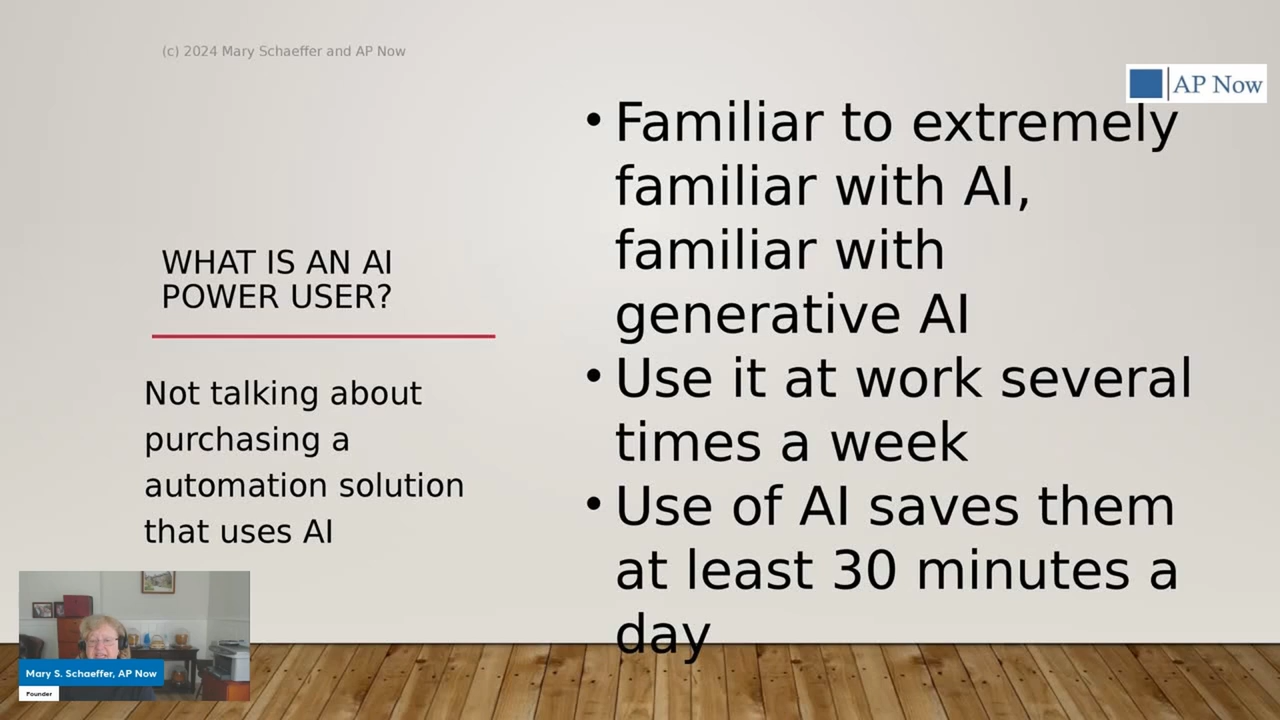 (c) 2024 Mary Schaeffer and AP Now
AP Now
WHAT IS AN AI
POWER USER?
Not talking about
purchasing a
automation solution
that uses AI
• Familiar to extremely
familiar with AI,
familiar with
generative AI
• Use it at work several
times a week
• Use of AI saves them
at least 30 minutes a
day
Mary S. Schaeffer, AP Now
Founder